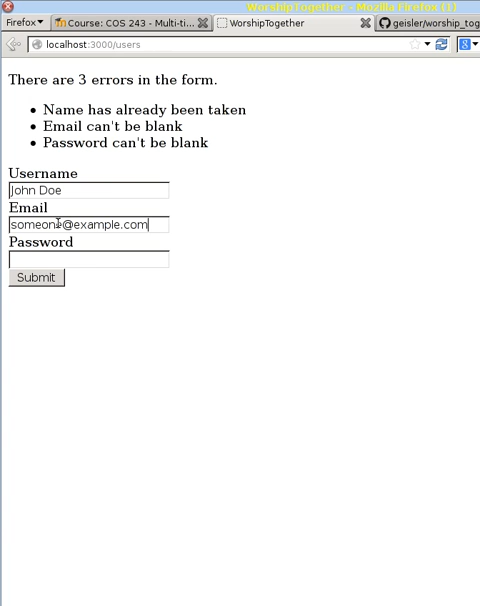 WorshipTogether - Mozilla Firefox (1)
Firefox Course: COS 243 - Multi-ti... WorshipTogether geisler/worship_tog
localhost:3000/users
There are 3 errors in the form.
• Name has already been taken
• Email can't be blank
• Password can't be blank
Username
John Doe
Email
someone@example.com
Password
Submit